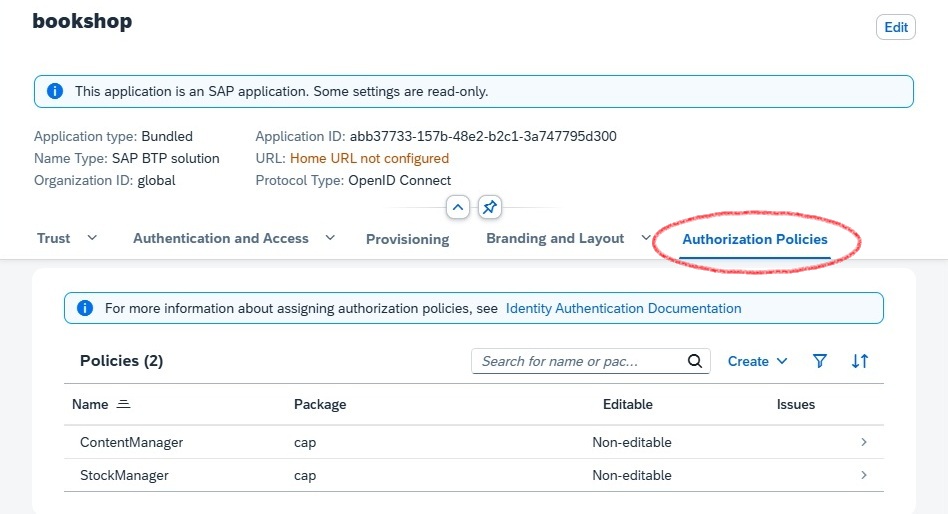 bookshop
Edit
This application is an SAP application. Some settings are read-only.
Application type: Bundled
Application ID: abb37733-157b-48e2-b2c1-3a747795d300
Name Type: SAP BTP solution
URL: Home URL not configured
Organization ID: global
Protocol Type: OpenID Connect
Trust
Authentication and Access
Provisioning
Branding and Layout
Authorization Policies
For more information about assigning authorization policies, see Identity Authentication Documentation
Policies (2)
Search for name or pac...
Create
Name Package Editable Issues
ContentManager cap Non-editable
StockManager cap Non-editable